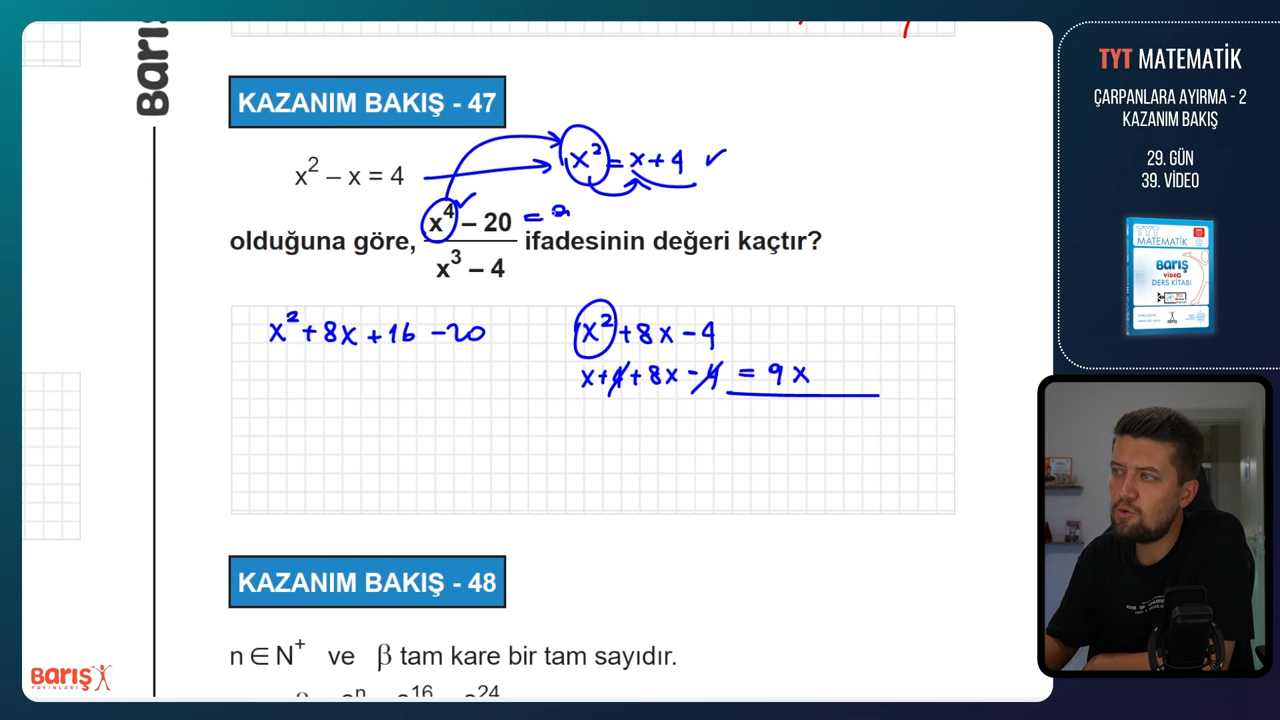 Barış
KAZANIM BAKIŞ - 47
x² – x = 4
x² = x + 4 ✓
olduğuna göre, x⁴ – 20 / x³ – 4 ifadesinin değeri kaçtır?
= 9
x² + 8x + 16 – 20
x² + 8x – 4
x + 4 + 8x – 4 = 9x
KAZANIM BAKIŞ - 48
n ∈ N⁺ ve β tam kare bir tam sayıdır.
Barış
YAYINLARI
TYT MATEMATİK
ÇARPANLARA AYIRMA - 2
KAZANIM BAKIŞ
29. GÜN
39. VİDEO
TYT
MATEMATİK
Barış
VİDEO
DERS KİTABI